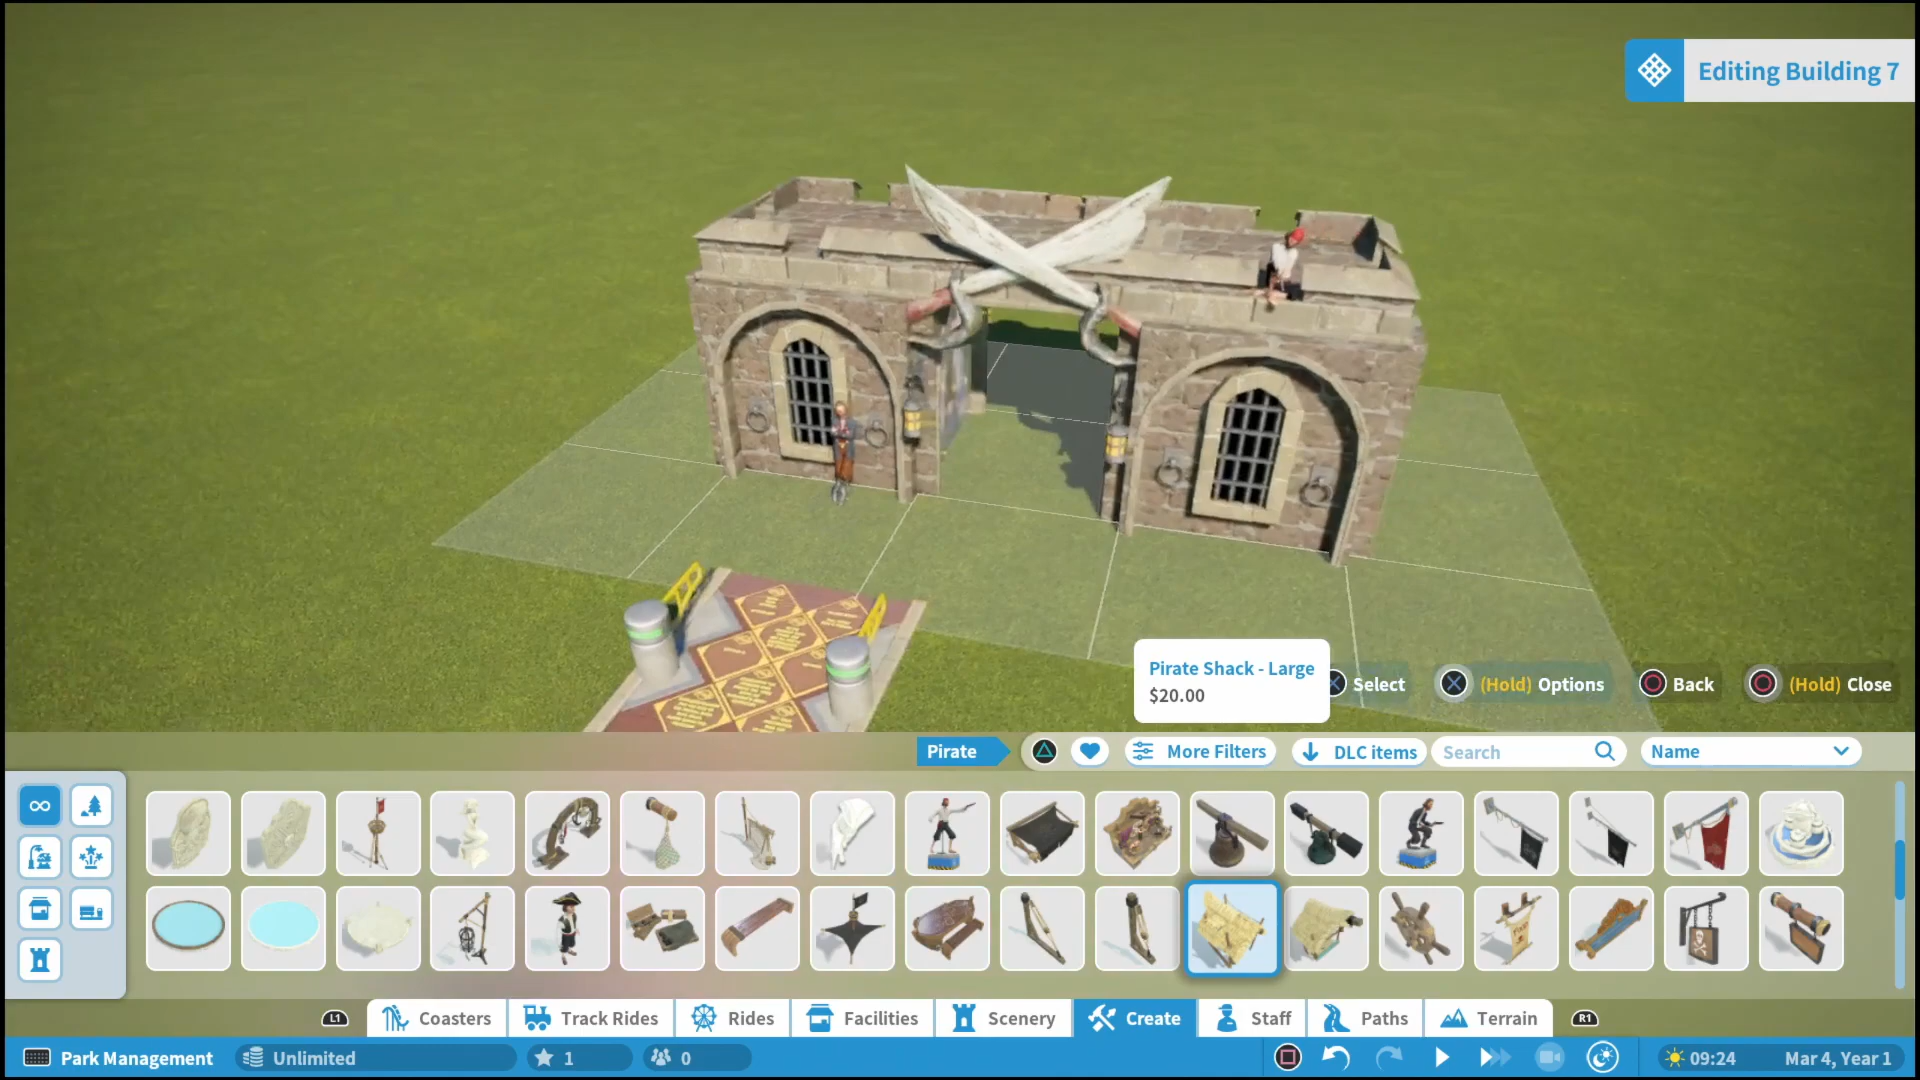 Editing Building 7
Pirate Shack - Large
$20.00
Select
(Hold) Options
Back
(Hold) Close
Pirate
More Filters
DLC items
Search
Name
L1
Coasters
Track Rides
Rides
Facilities
Scenery
Create
Staff
Paths
Terrain
R1
Park Management
Unlimited
1
0
09:24
Mar 4, Year 1